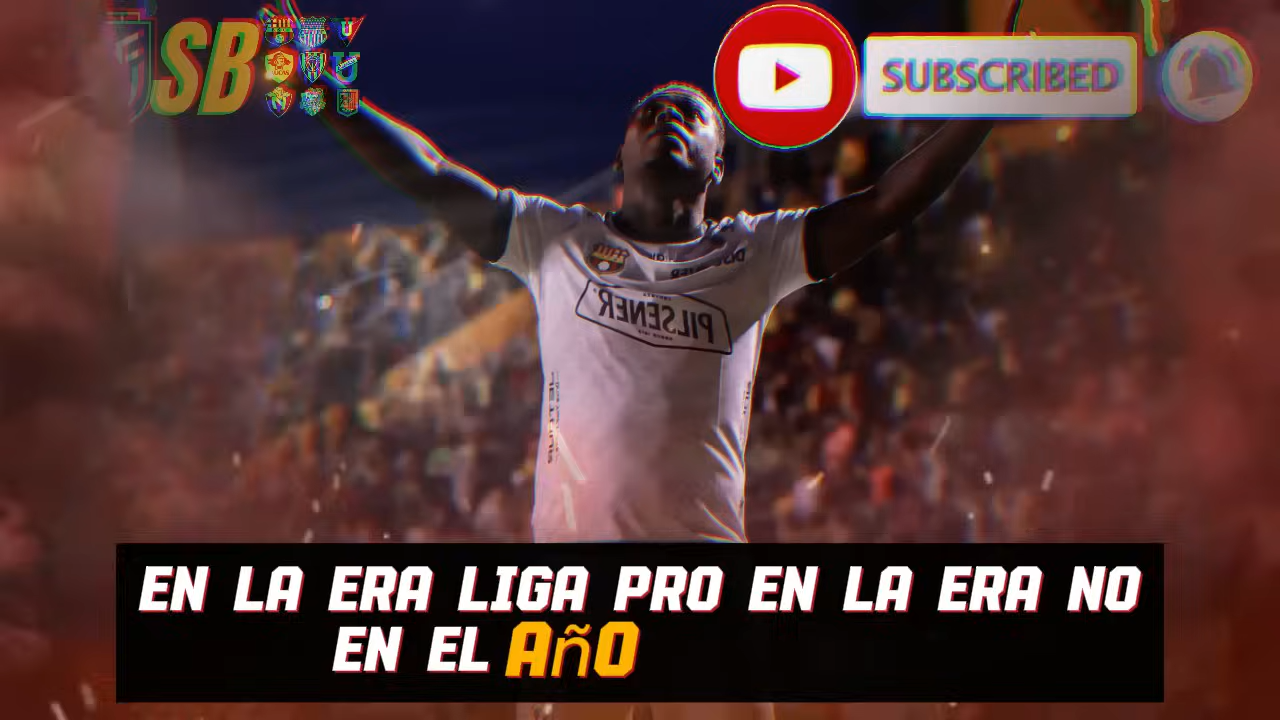 SB
SUBSCRIBED
PILSENER
EN LA ERA LIGA PRO EN LA ERA NO
EN EL AñO